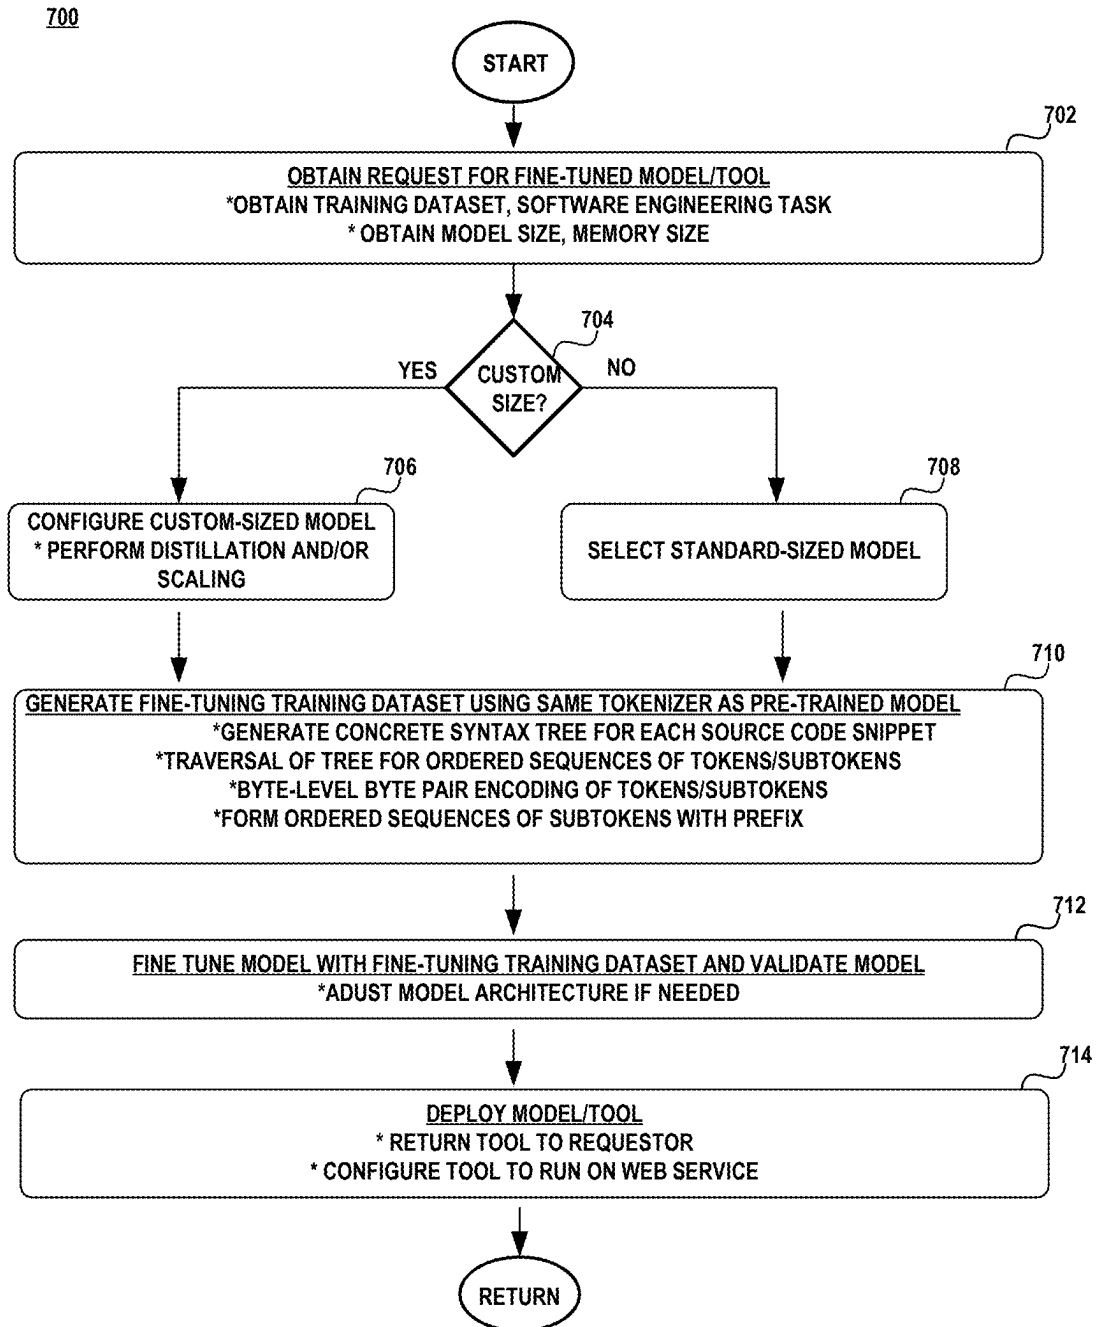 700
START
702
OBTAIN REQUEST FOR FINE-TUNED MODEL/TOOL
*OBTAIN TRAINING DATASET, SOFTWARE ENGINEERING TASK
* OBTAIN MODEL SIZE, MEMORY SIZE
704
YES
CUSTOM
SIZE?
NO
706
CONFIGURE CUSTOM-SIZED MODEL
* PERFORM DISTILLATION AND/OR
SCALING
708
SELECT STANDARD-SIZED MODEL
710
GENERATE FINE-TUNING TRAINING DATASET USING SAME TOKENIZER AS PRE-TRAINED MODEL
*GENERATE CONCRETE SYNTAX TREE FOR EACH SOURCE CODE SNIPPET
*TRAVERSAL OF TREE FOR ORDERED SEQUENCES OF TOKENS/SUBTOKENS
*BYTE-LEVEL BYTE PAIR ENCODING OF TOKENS/SUBTOKENS
*FORM ORDERED SEQUENCES OF SUBTOKENS WITH PREFIX
712
FINE TUNE MODEL WITH FINE-TUNING TRAINING DATASET AND VALIDATE MODEL
*ADUST MODEL ARCHITECTURE IF NEEDED
714
DEPLOY MODEL/TOOL
* RETURN TOOL TO REQUESTOR
* CONFIGURE TOOL TO RUN ON WEB SERVICE
RETURN